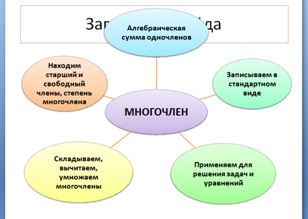 Алгебраическая
сумма одночленов
Находим
старший и
свободный
члены, степень
многочлена
Записываем в
стандартном
виде
МНОГОЧЛЕН
Складываем,
вычитаем,
умножаем
многочлены
Применяем для
решения задач и
уравнений